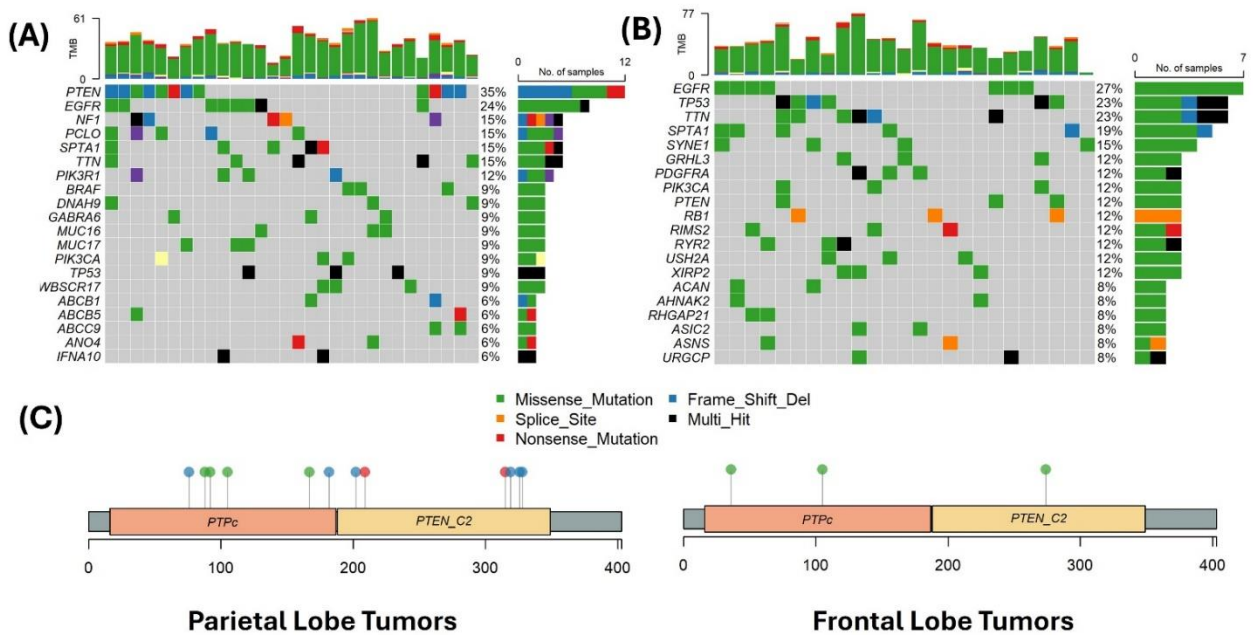 (A)
61
TMB
0
0
No. of samples
12
PTEN 35%
EGFR 24%
NF1 15%
PCLO 15%
SPTA1 15%
TTN 15%
PIK3R1 12%
BRAF 9%
DNAH9 9%
GABRA6 9%
MUC16 9%
MUC17 9%
PIK3CA 9%
TP53 9%
WBSCR17 9%
ABCB1 6%
ABCB5 6%
ABCC9 6%
ANO4 6%
IFNA10 6%
(B)
77
TMB
0
0
No. of samples
7
EGFR 27%
TP53 23%
TTN 23%
SPTA1 19%
SYNE1 15%
GRHL3 12%
PDGFRA 12%
PIK3CA 12%
PTEN 12%
RB1 12%
RIMS2 12%
RYR2 12%
USH2A 12%
XIRP2 12%
ACAN 8%
AHNAK2 8%
RHGAP21 8%
ASIC2 8%
ASNS 8%
URGCP 8%
Missense_Mutation
Frame_Shift_Del
Splice_Site
Multi_Hit
Nonsense_Mutation
(C)
PTPc PTEN_C2
0 100 200 300 400
Parietal Lobe Tumors
PTPc PTEN_C2
0 100 200 300 400
Frontal Lobe Tumors